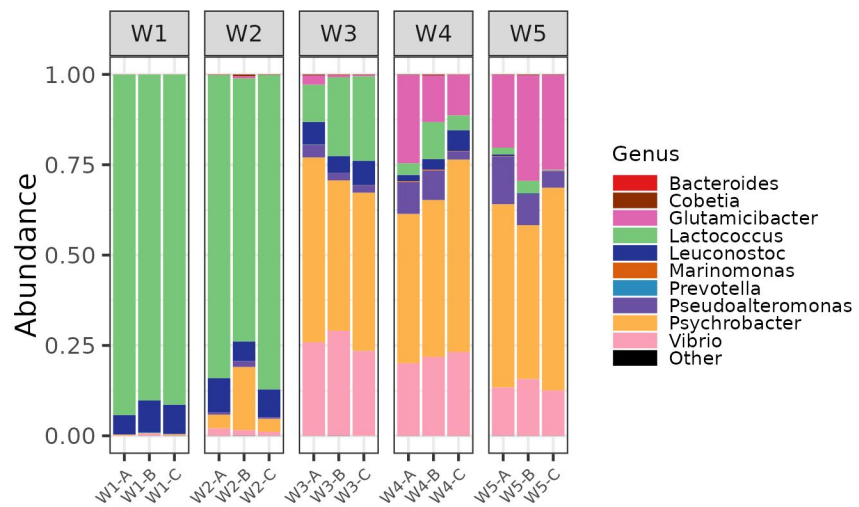 W1 W2 W3 W4 W5
Abundance
1.00
0.75
0.50
0.25
0.00
W1-A W1-B W1-C W2-A W2-B W2-C W3-A W3-B W3-C W4-A W4-B W4-C W5-A W5-B W5-C
Genus
Bacteroides
Cobetia
Glutamicibacter
Lactococcus
Leuconostoc
Marinomonas
Prevotella
Pseudoalteromonas
Psychrobacter
Vibrio
Other